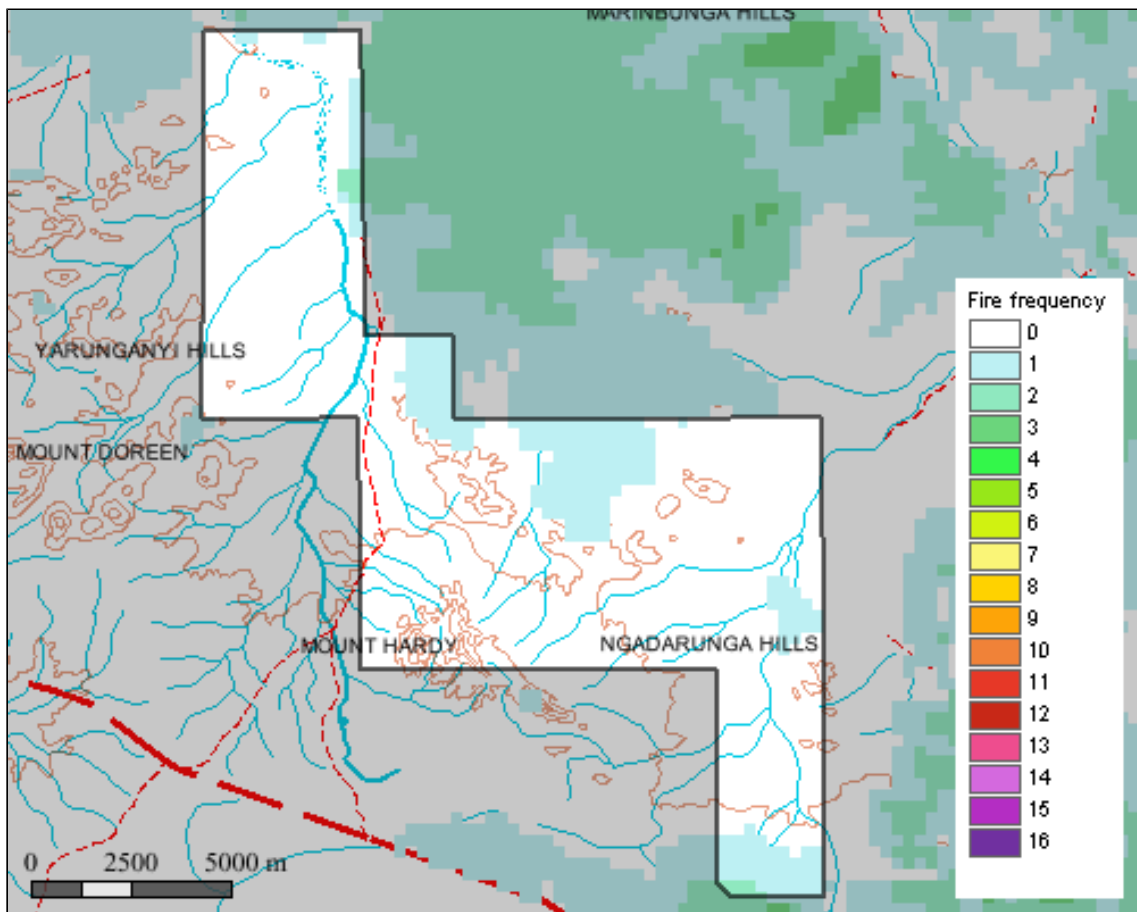 MARINBUNGA HILLS
Fire frequency
0
1
2
3
4
5
6
7
8
9
10
11
12
13
14
15
16
YARUNGANYI HILLS
MOUNT DOREEN
MOUNT HARDY
NGADARUNGA HILLS
0 2500 5000 m